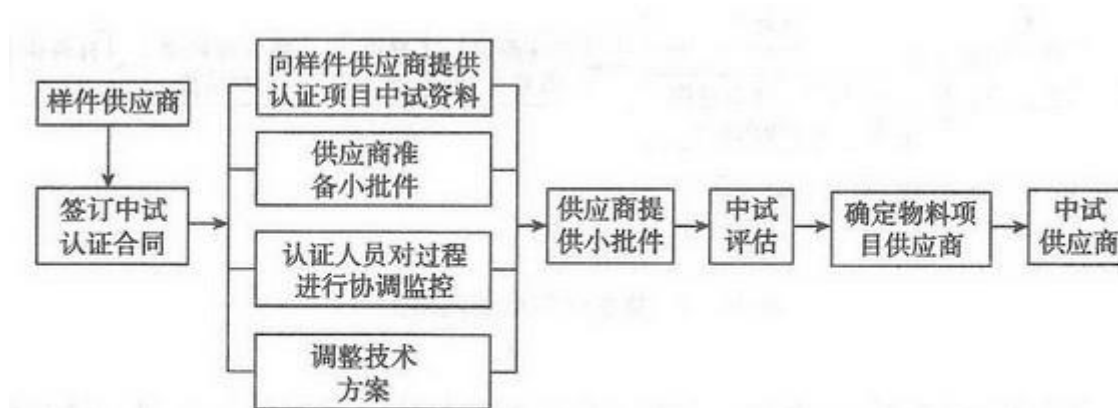 样件供应商
签订中试
认证合同
向样件供应商提供
认证项目中试资料
供应商准
备小批件
认证人员对过程
进行协调监控
调整技术
方案
供应商提
供小批件
中试
评估
确定物料项
目供应商
中试
供应商